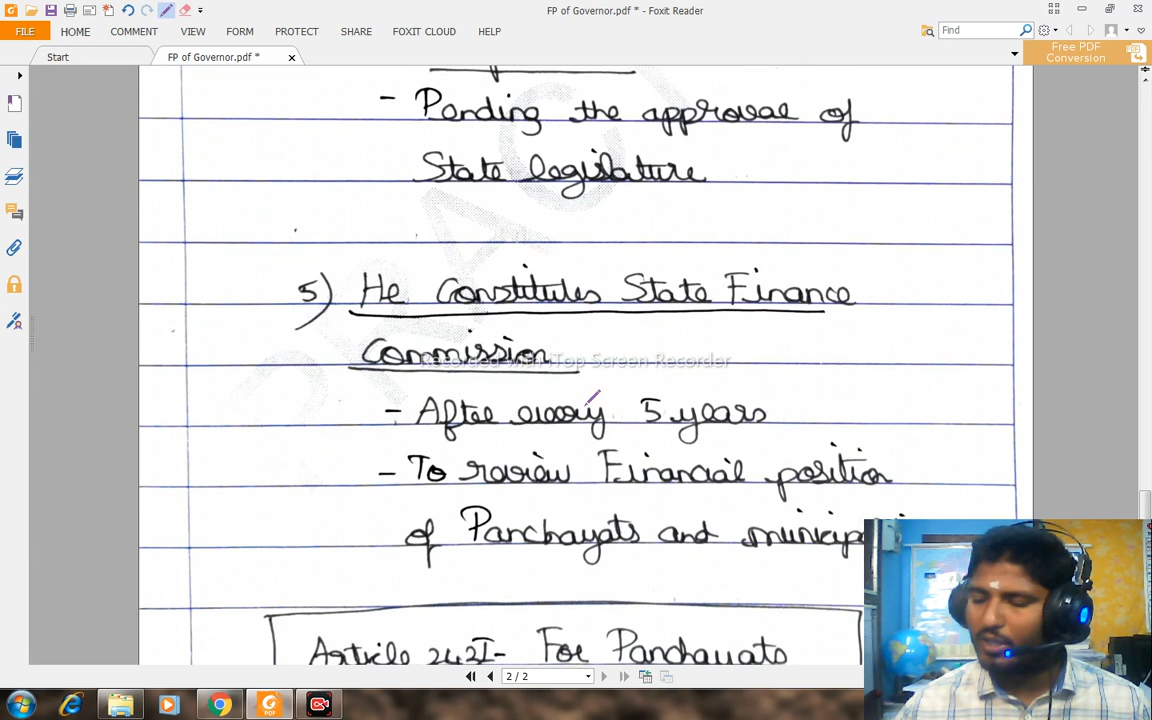 FP of Governor.pdf * - Foxit Reader
FILE HOME COMMENT VIEW FORM PROTECT SHARE FOXIT CLOUD HELP
Find
Start
FP of Governor.pdf *
Free PDF
Conversion
- Pending the approval of
State legislature
5) He Constitutes State Finance
Commission
Recorded with iTop Screen Recorder
- After every 5 years
- To review Financial position
of Panchayats and municip
Article 243I- For Panchayats
2 / 2
PDF